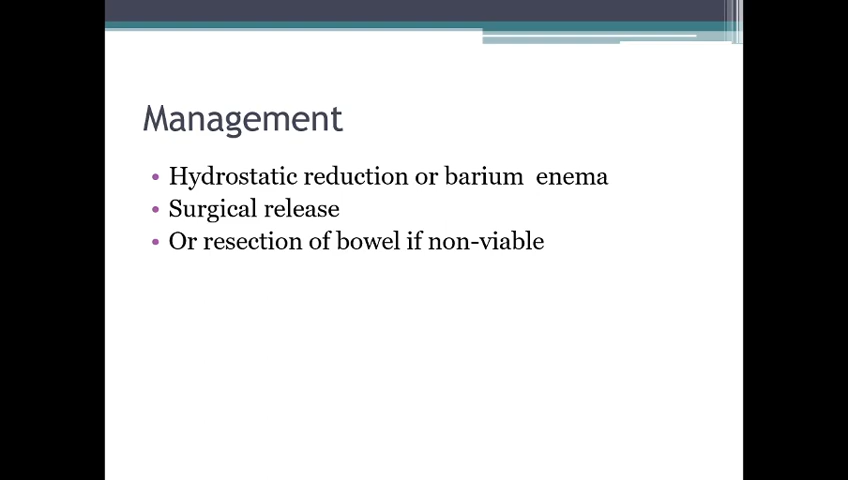 Management
• Hydrostatic reduction or barium  enema
• Surgical release
• Or resection of bowel if non-viable